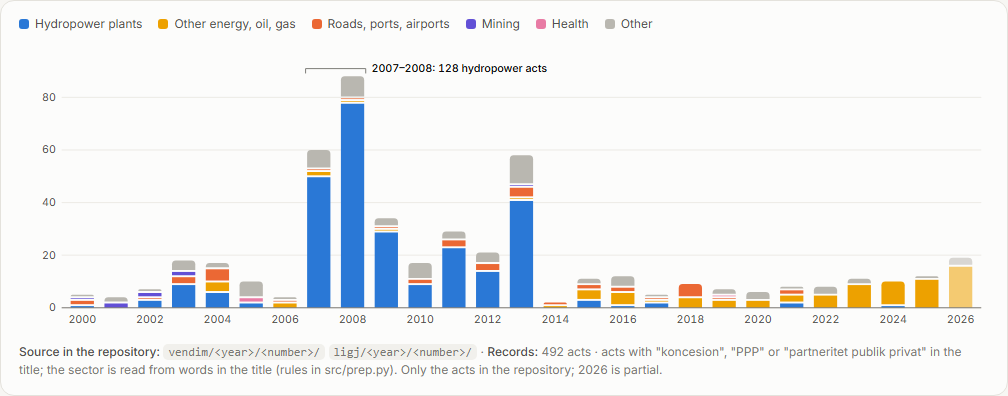 Hydropower plants Other energy, oil, gas Roads, ports, airports Mining Health Other
2007–2008: 128 hydropower acts
80
60
40
20
0
2000 2002 2004 2006 2008 2010 2012 2014 2016 2018 2020 2022 2024 2026
Source in the repository: vendim/<year>/<number>/ ligj/<year>/<number>/ · Records: 492 acts · acts with "koncesion", "PPP" or "partneritet publik privat" in the
title; the sector is read from words in the title (rules in src/prep.py). Only the acts in the repository; 2026 is partial.